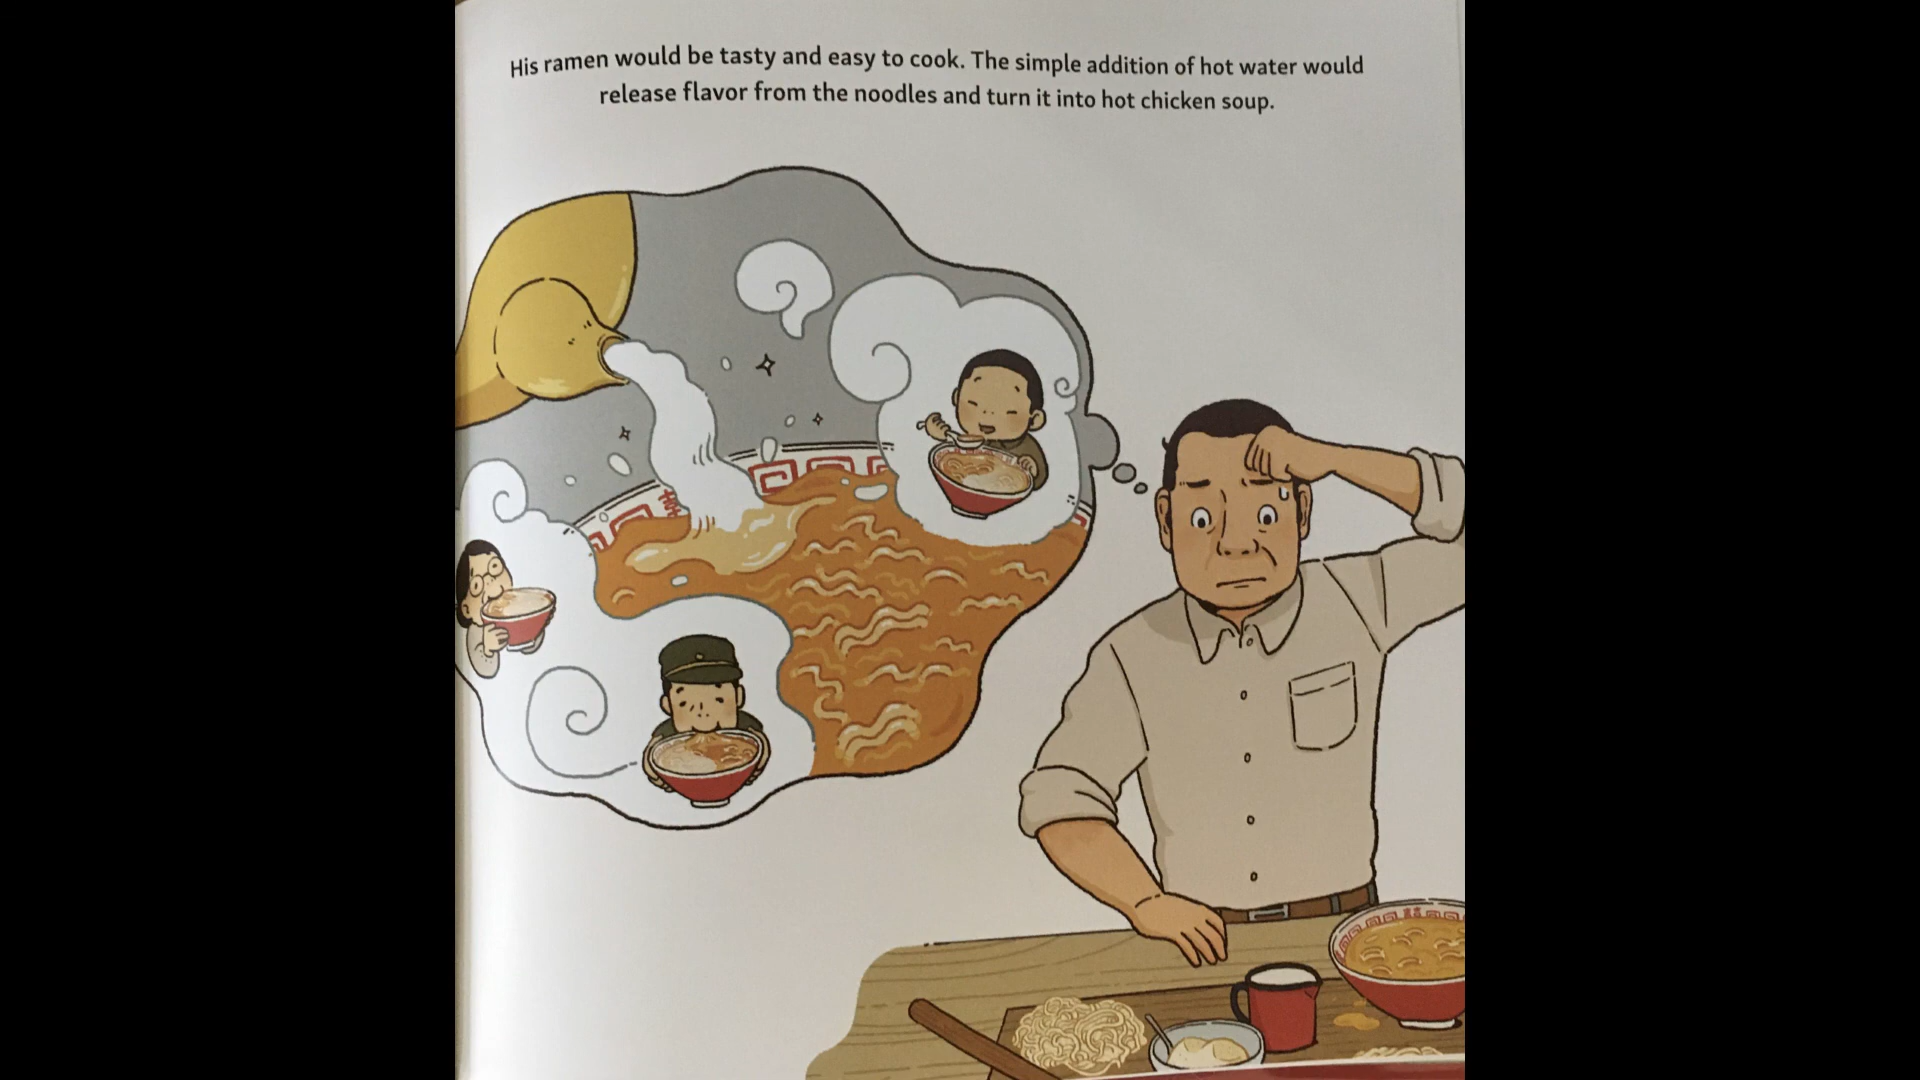 His ramen would be tasty and easy to cook. The simple addition of hot water would
release flavor from the noodles and turn it into hot chicken soup.